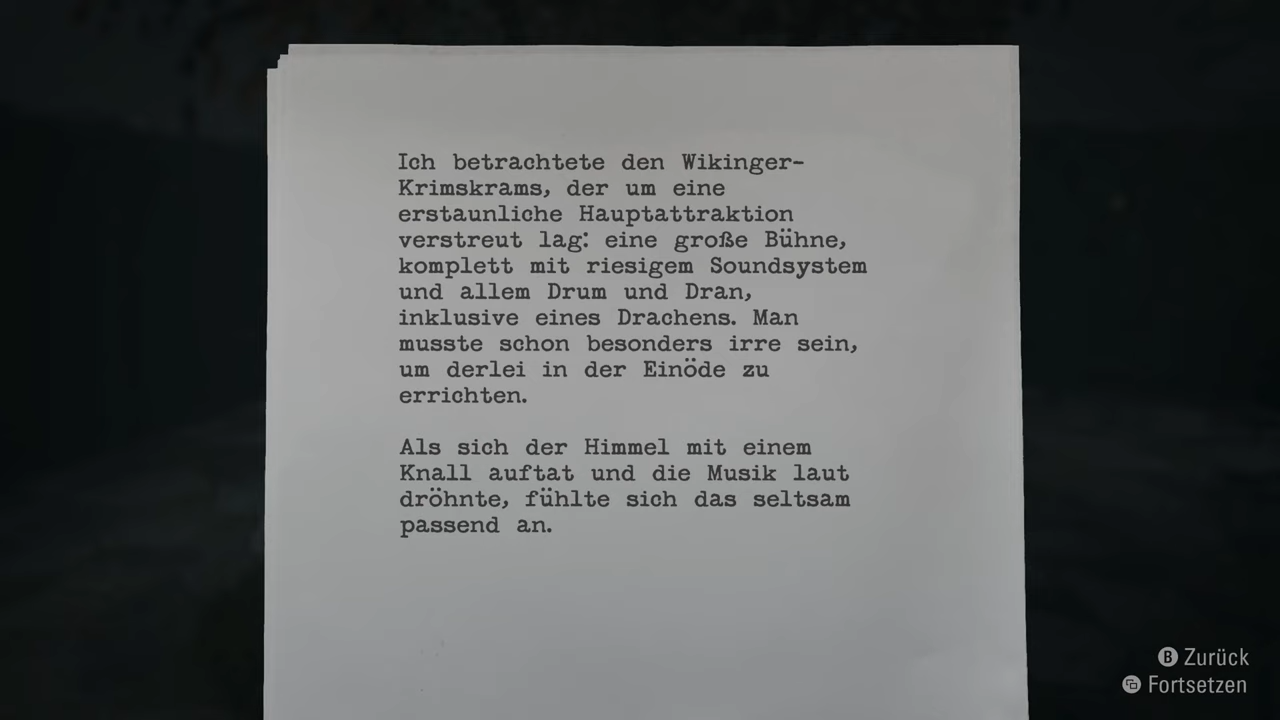 Ich betrachtete den Wikinger-
Krimskrams, der um eine
erstaunliche Hauptattraktion
verstreut lag: eine große Bühne,
komplett mit riesigem Soundsystem
und allem Drum und Dran,
inklusive eines Drachens. Man
musste schon besonders irre sein,
um derlei in der Einöde zu
errichten.
Als sich der Himmel mit einem
Knall auftat und die Musik laut
dröhnte, fühlte sich das seltsam
passend an.
B Zurück
Fortsetzen